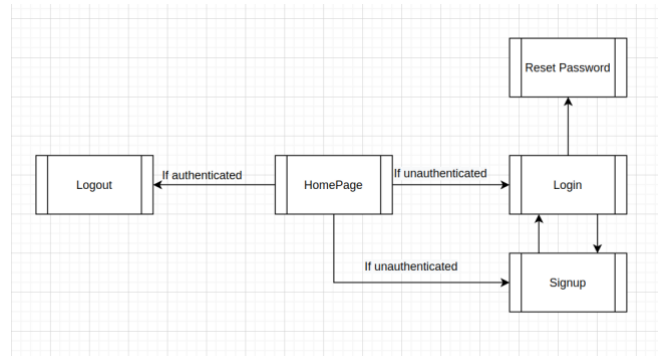 Reset Password
Logout
If authenticated
HomePage
If unauthenticated
Login
If unauthenticated
Signup